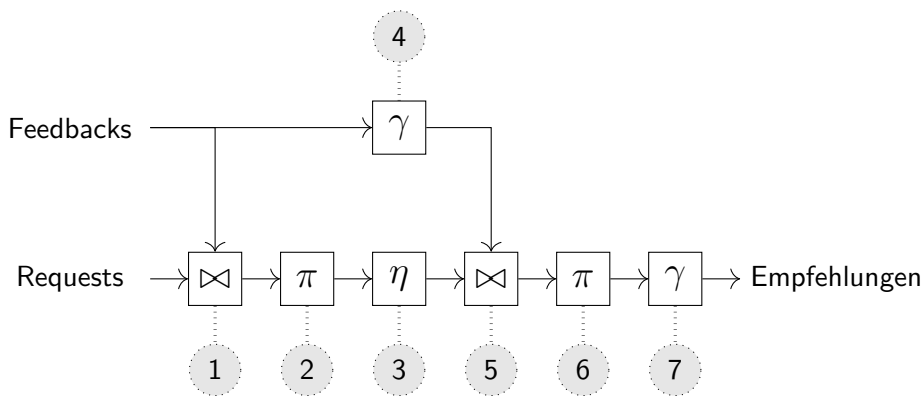 4
Feedbacks γ
Requests ⋈ π η ⋈ π γ Empfehlungen
1 2 3 5 6 7